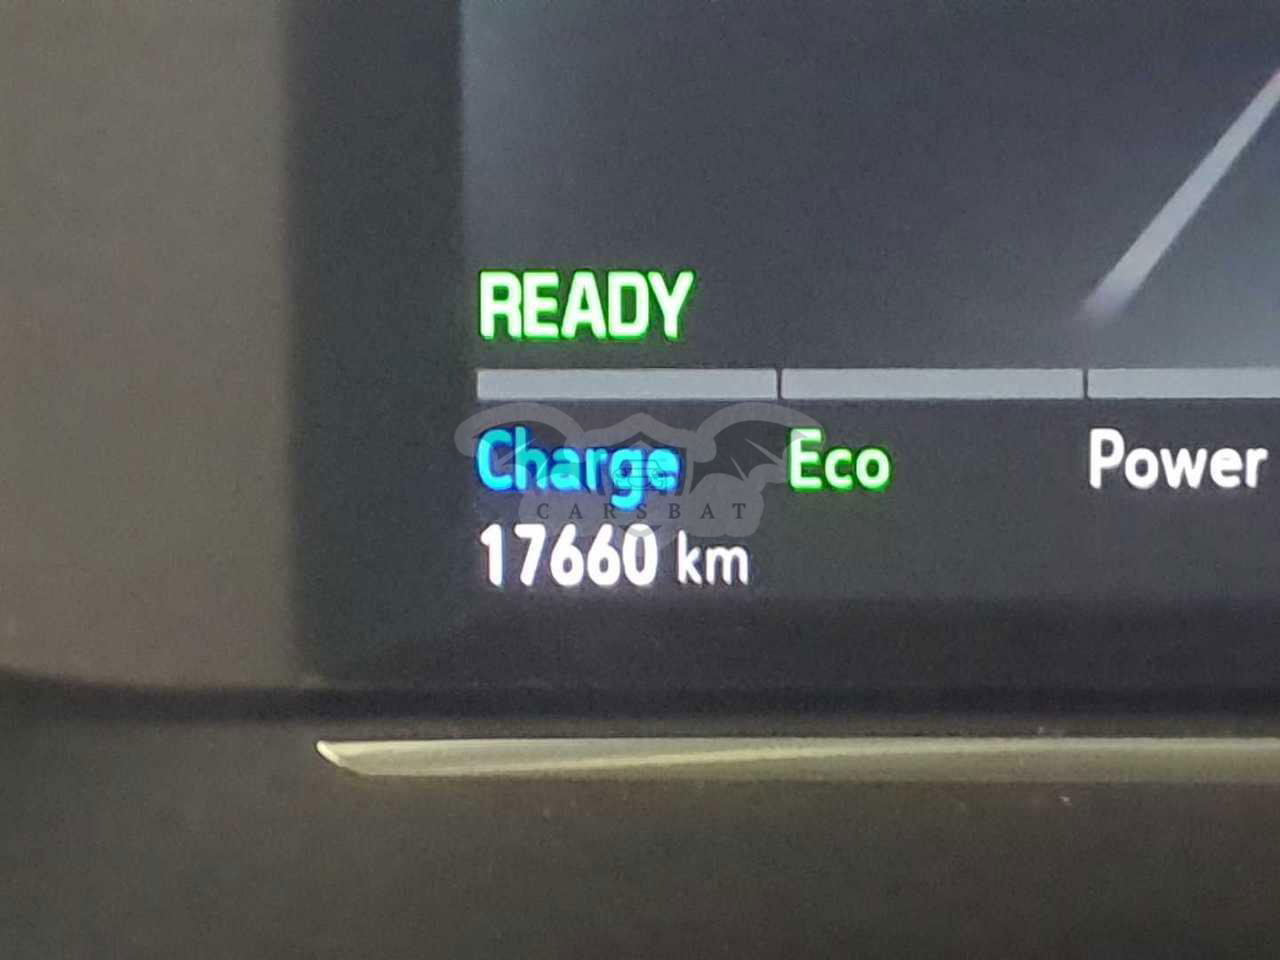 READY
Charge Eco Power
CARSBAT
17660 km